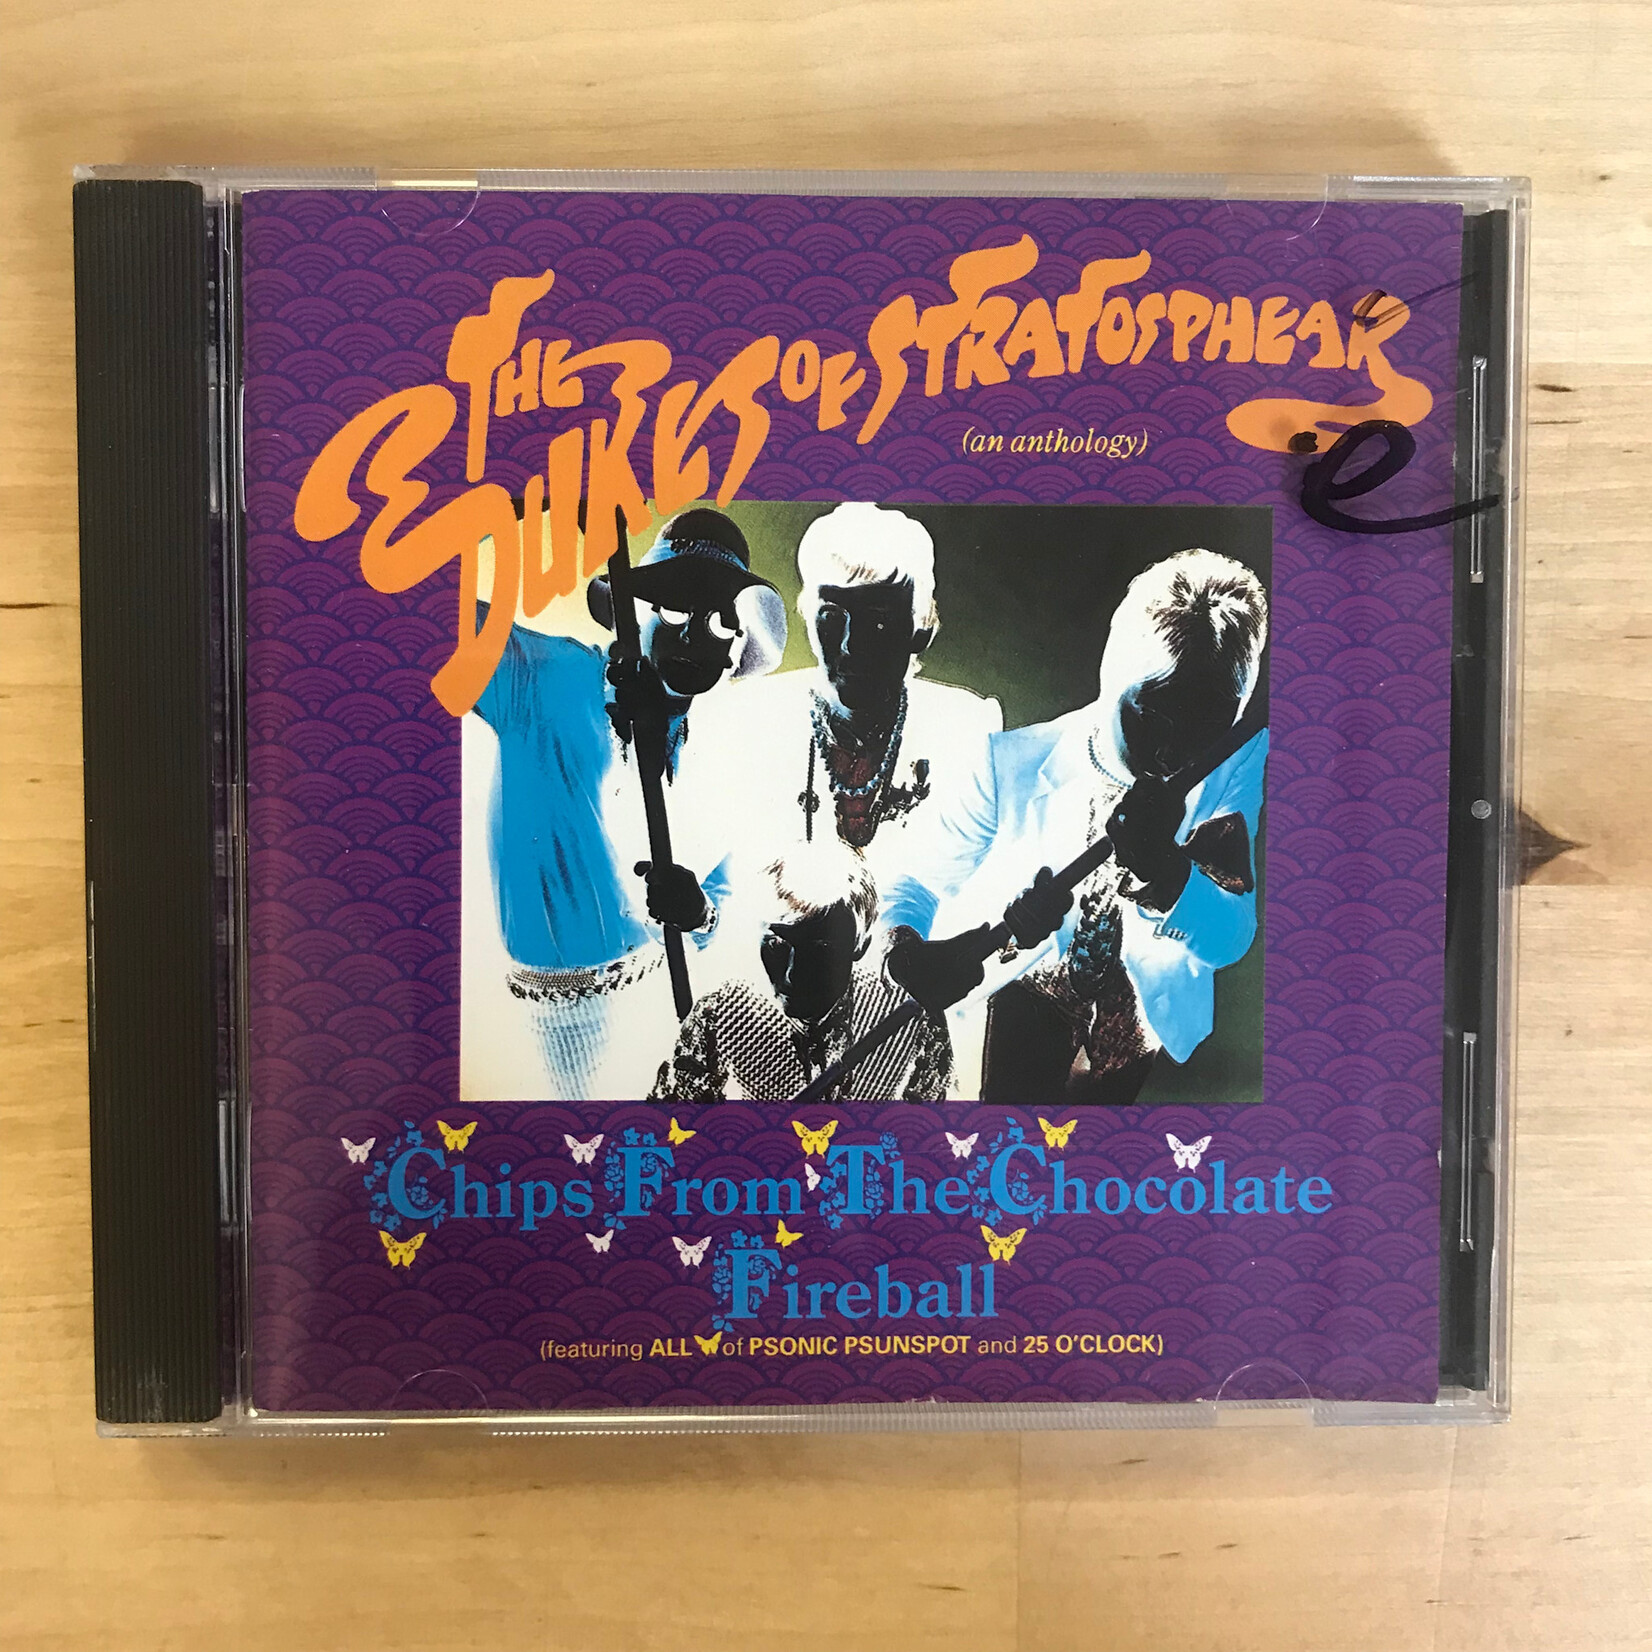 THE
DUKES OF STRATOSPHEAR
(an anthology)
e
Chips From The Chocolate
Fireball
(featuring ALL of PSONIC PSUNSPOT and 25 O'CLOCK)